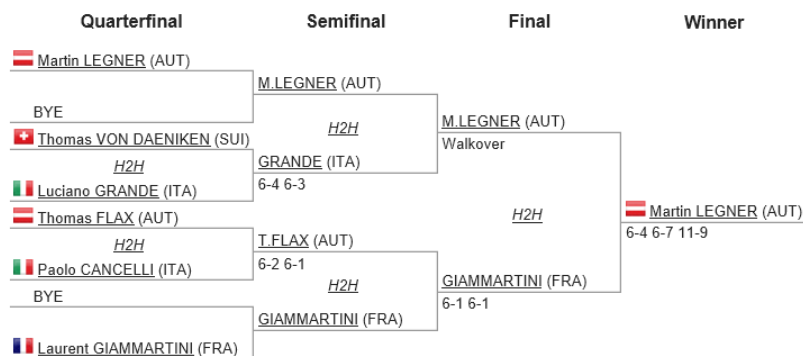 Quarterfinal Semifinal Final Winner
Martin LEGNER (AUT)
M.LEGNER (AUT)
BYE
H2H
M.LEGNER (AUT)
Thomas VON DAENIKEN (SUI)
Walkover
H2H
GRANDE (ITA)
6-4 6-3
Luciano GRANDE (ITA)
Thomas FLAX (AUT)
H2H
Martin LEGNER (AUT)
6-4 6-7 11-9
H2H
T.FLAX (AUT)
6-2 6-1
Paolo CANCELLI (ITA)
H2H
GIAMMARTINI (FRA)
BYE
6-1 6-1
GIAMMARTINI (FRA)
Laurent GIAMMARTINI (FRA)